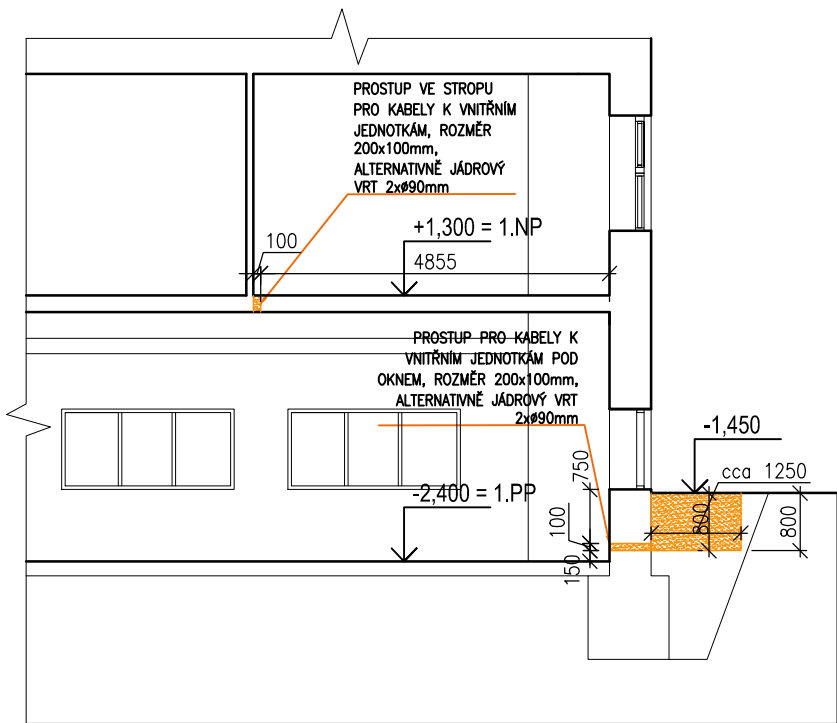 PROSTUP VE STROPU
PRO KABELY K VNITŘNÍM
JEDNOTKÁM, ROZMĚR
200x100mm,
ALTERNATIVNĚ JÁDROVÝ
VRT 2xø90mm
+1,300 = 1.NP
100
4855
PROSTUP PRO KABELY K
VNITŘNÍM JEDNOTKÁM POD
OKNEM, ROZMĚR 200x100mm,
ALTERNATIVNĚ JÁDROVÝ VRT
2xø90mm
-1,450
cca 1250
750
-2,400 = 1.PP
800
800
100
150